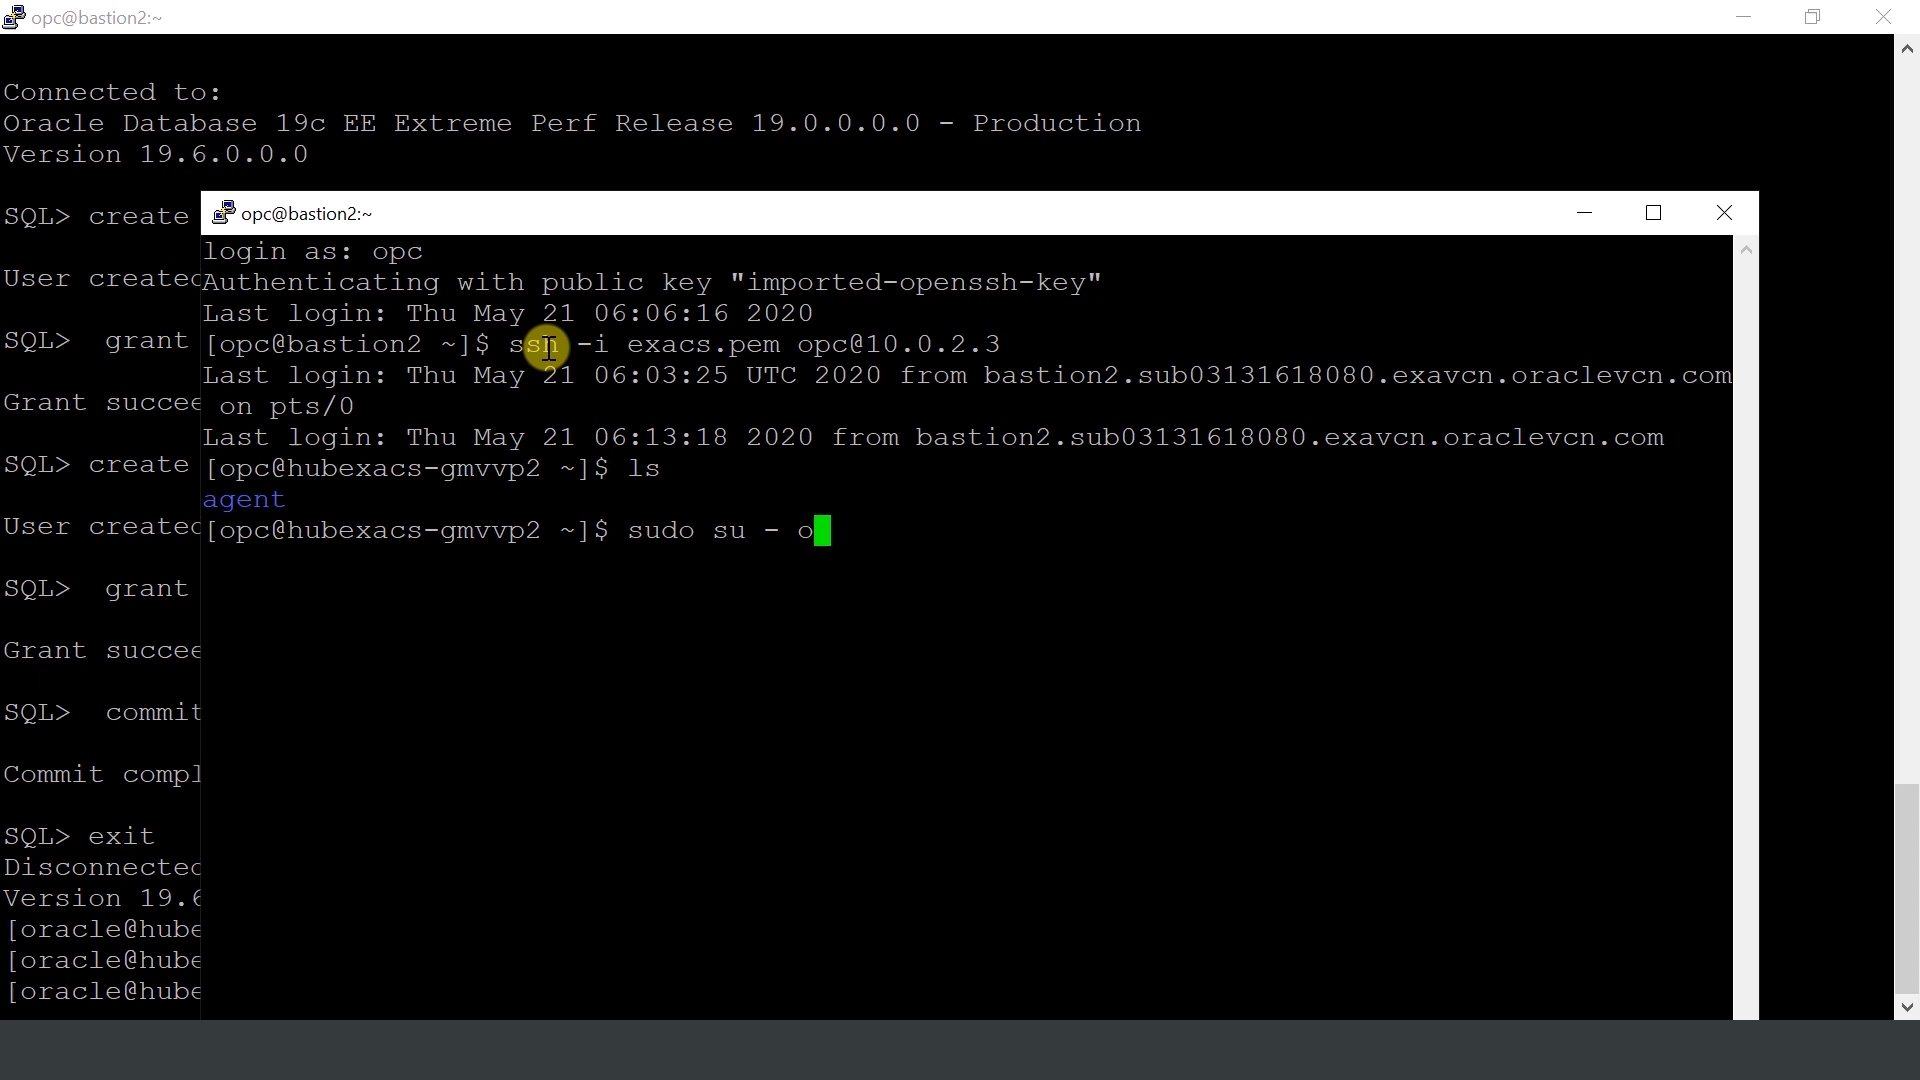 opc@bastion2:~
Connected to:
Oracle Database 19c EE Extreme Perf Release 19.0.0.0.0 - Production
Version 19.6.0.0.0
SQL> create
User created
SQL>  grant
Grant succee
SQL> create
User created
SQL>  grant
Grant succee
SQL>  commit
Commit compl
SQL> exit
Disconnected
Version 19.6
[oracle@hube
[oracle@hube
[oracle@hube
opc@bastion2:~
login as: opc
Authenticating with public key "imported-openssh-key"
Last login: Thu May 21 06:06:16 2020
[opc@bastion2 ~]$ ssh -i exacs.pem opc@10.0.2.3
Last login: Thu May 21 06:03:25 UTC 2020 from bastion2.sub03131618080.exavcn.oraclevcn.com
 on pts/0
Last login: Thu May 21 06:13:18 2020 from bastion2.sub03131618080.exavcn.oraclevcn.com
[opc@hubexacs-gmvvp2 ~]$ ls
agent
[opc@hubexacs-gmvvp2 ~]$ sudo su - o